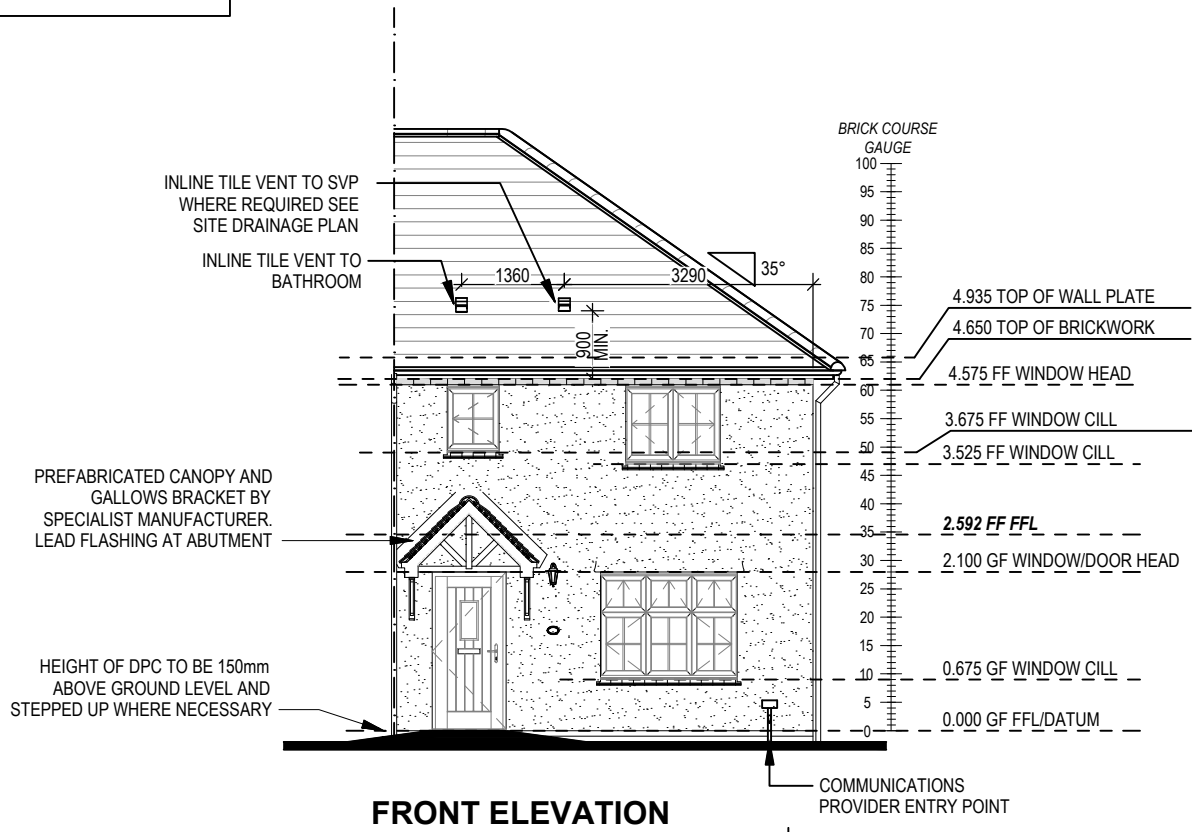 BRICK COURSE
GAUGE
100
95
90
85
80
75
70
65
60
55
50
45
40
35
30
25
20
15
10
5
0
INLINE TILE VENT TO SVP
WHERE REQUIRED SEE
SITE DRAINAGE PLAN
INLINE TILE VENT TO
BATHROOM
1360
3290
35°
900
MIN.
4.935 TOP OF WALL PLATE
4.650 TOP OF BRICKWORK
4.575 FF WINDOW HEAD
3.675 FF WINDOW CILL
3.525 FF WINDOW CILL
PREFABRICATED CANOPY AND
GALLOWS BRACKET BY
SPECIALIST MANUFACTURER.
LEAD FLASHING AT ABUTMENT
2.592 FF FFL
2.100 GF WINDOW/DOOR HEAD
HEIGHT OF DPC TO BE 150mm
ABOVE GROUND LEVEL AND
STEPPED UP WHERE NECESSARY
0.675 GF WINDOW CILL
0.000 GF FFL/DATUM
COMMUNICATIONS
PROVIDER ENTRY POINT
FRONT ELEVATION